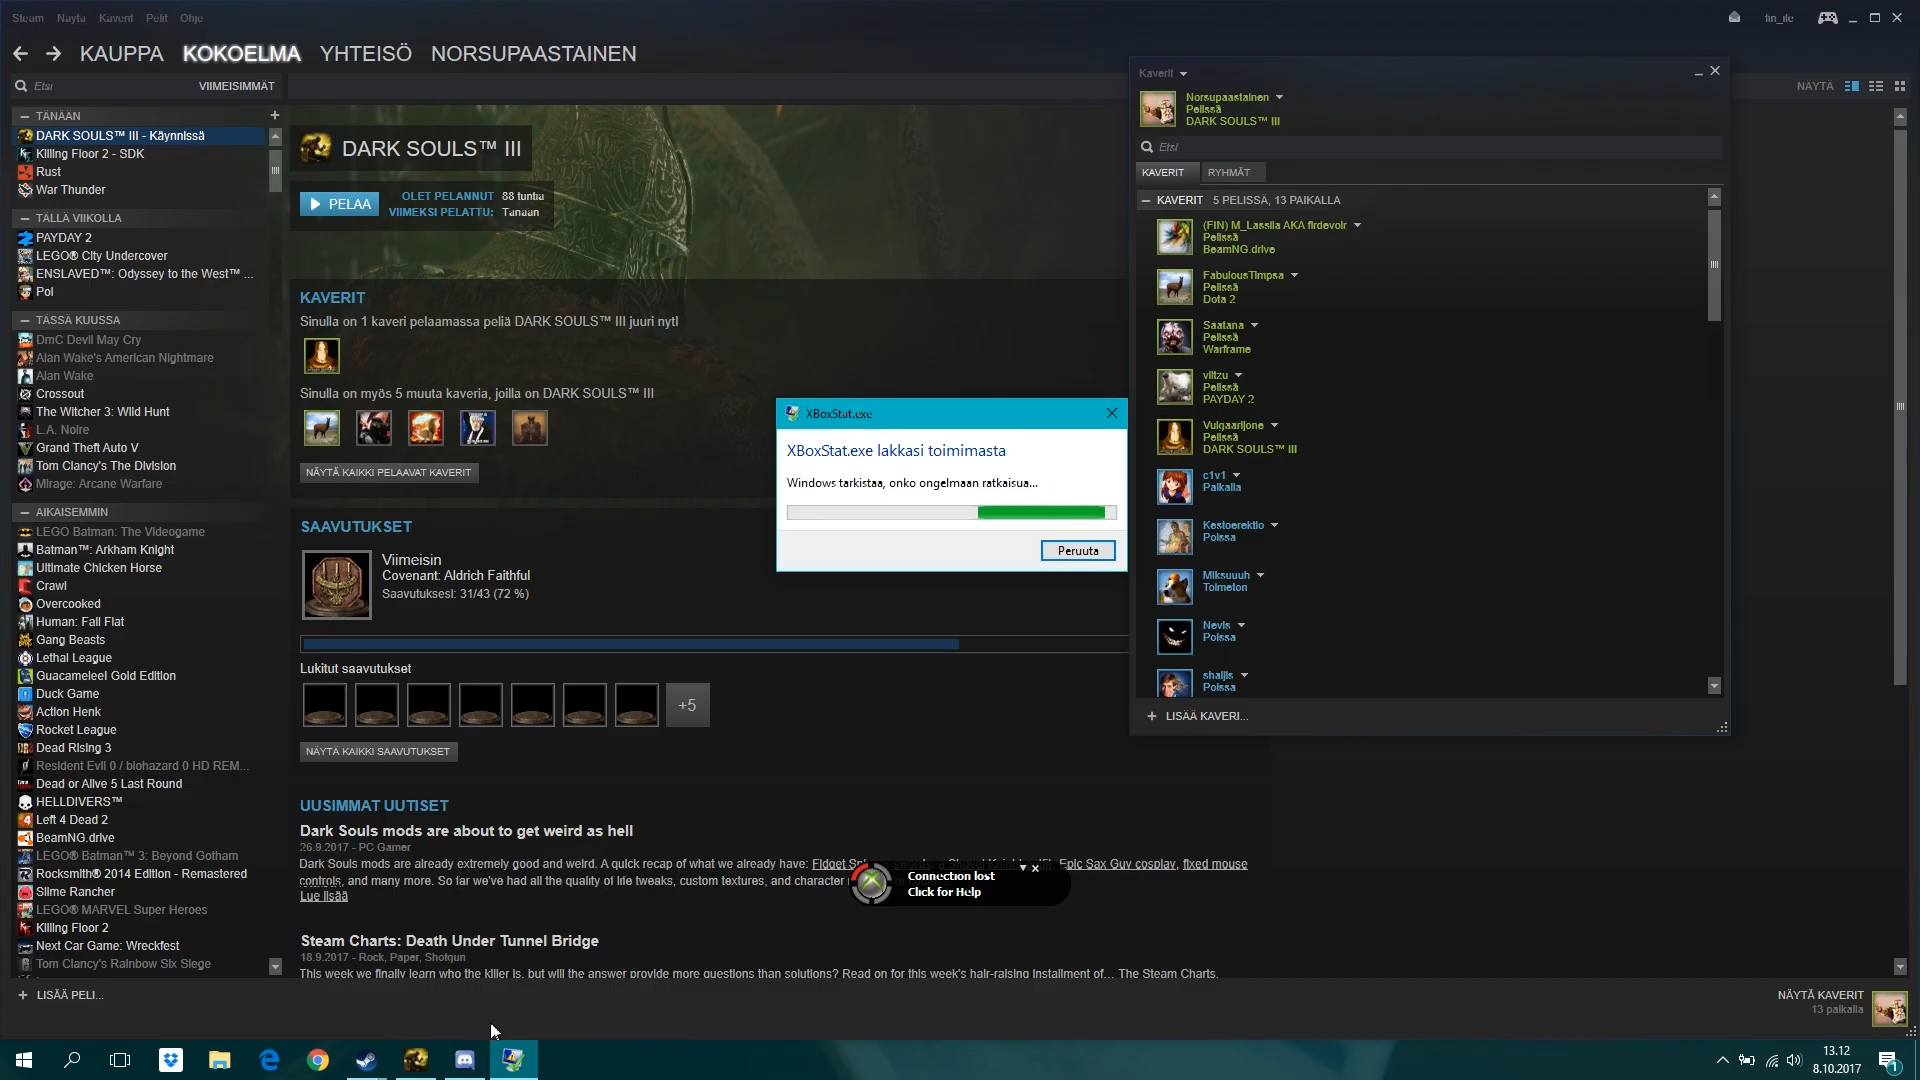 Steam Näytä Kaverit Pelit Ohje
fin_ile
KAUPPA KOKOELMA YHTEISÖ NORSUPAASTAINEN
Etsi VIIMEISIMMÄT
NÄYTÄ
— TÄNÄÄN +
DARK SOULS™ III - Käynnissä
Killing Floor 2 - SDK
Rust
War Thunder
— TÄLLÄ VIIKOLLA
PAYDAY 2
LEGO® City Undercover
ENSLAVED™: Odyssey to the West™ ...
Pol
— TÄSSÄ KUUSSA
DmC Devil May Cry
Alan Wake's American Nightmare
Alan Wake
Crossout
The Witcher 3: Wild Hunt
L.A. Noire
Grand Theft Auto V
Tom Clancy's The Division
Mirage: Arcane Warfare
— AIKAISEMMIN
LEGO Batman: The Videogame
Batman™: Arkham Knight
Ultimate Chicken Horse
Crawl
Overcooked
Human: Fall Flat
Gang Beasts
Lethal League
Guacamelee! Gold Edition
Duck Game
Action Henk
Rocket League
Dead Rising 3
Resident Evil 0 / biohazard 0 HD REM...
Dead or Alive 5 Last Round
HELLDIVERS™
Left 4 Dead 2
BeamNG.drive
LEGO® Batman™ 3: Beyond Gotham
Rocksmith® 2014 Edition - Remastered
Slime Rancher
LEGO® MARVEL Super Heroes
Killing Floor 2
Next Car Game: Wreckfest
Tom Clancy's Rainbow Six Siege
+ LISÄÄ PELI...
DARK SOULS™ III
PELAA
OLET PELANNUT 88 tuntia
VIIMEKSI PELATTU: Tänään
KAVERIT
Sinulla on 1 kaveri pelaamassa peliä DARK SOULS™ III juuri nyt!
Sinulla on myös 5 muuta kaveria, joilla on DARK SOULS™ III
NÄYTÄ KAIKKI PELAAVAT KAVERIT
SAAVUTUKSET
Viimeisin
Covenant: Aldrich Faithful
Saavutuksesi: 31/43 (72 %)
Lukitut saavutukset
+5
NÄYTÄ KAIKKI SAAVUTUKSET
UUSIMMAT UUTISET
Dark Souls mods are about to get weird as hell
26.9.2017 - PC Gamer
Dark Souls mods are already extremely good and weird. A quick recap of what we already have: Fidget Epic Sax Guy cosplay, fixed mouse
controls, and many more. So far we've had all the quality of life tweaks, custom textures, and character
Lue lisää
Steam Charts: Death Under Tunnel Bridge
18.9.2017 - Rock, Paper, Shotgun
This week we finally learn who the killer is, but will the answer provide more questions than solutions? Read on for this week's hair-raising installment of... The Steam Charts.
XBoxStat.exe
XBoxStat.exe lakkasi toimimasta
Windows tarkistaa, onko ongelmaan ratkaisua...
Peruuta
Connection lost
Click for Help
Kaverit
Norsupaastainen
Pelissä
DARK SOULS™ III
Etsi
KAVERIT RYHMÄT
— KAVERIT 5 PELISSÄ, 13 PAIKALLA
(FIN) M_Lassila AKA firdevoir
Pelissä
BeamNG.drive
FabulousTimpsa
Pelissä
Dota 2
Saatana
Pelissä
Warframe
viltzu
Pelissä
PAYDAY 2
Vulgaarijone
Pelissä
DARK SOULS™ III
c1v1
Paikalla
Kestoerektio
Poissa
Miksuuuh
Toimeton
Nevis
Poissa
shaijis
Poissa
+ LISÄÄ KAVERI...
NÄYTÄ KAVERIT
13 paikalla
13.12
8.10.2017
1